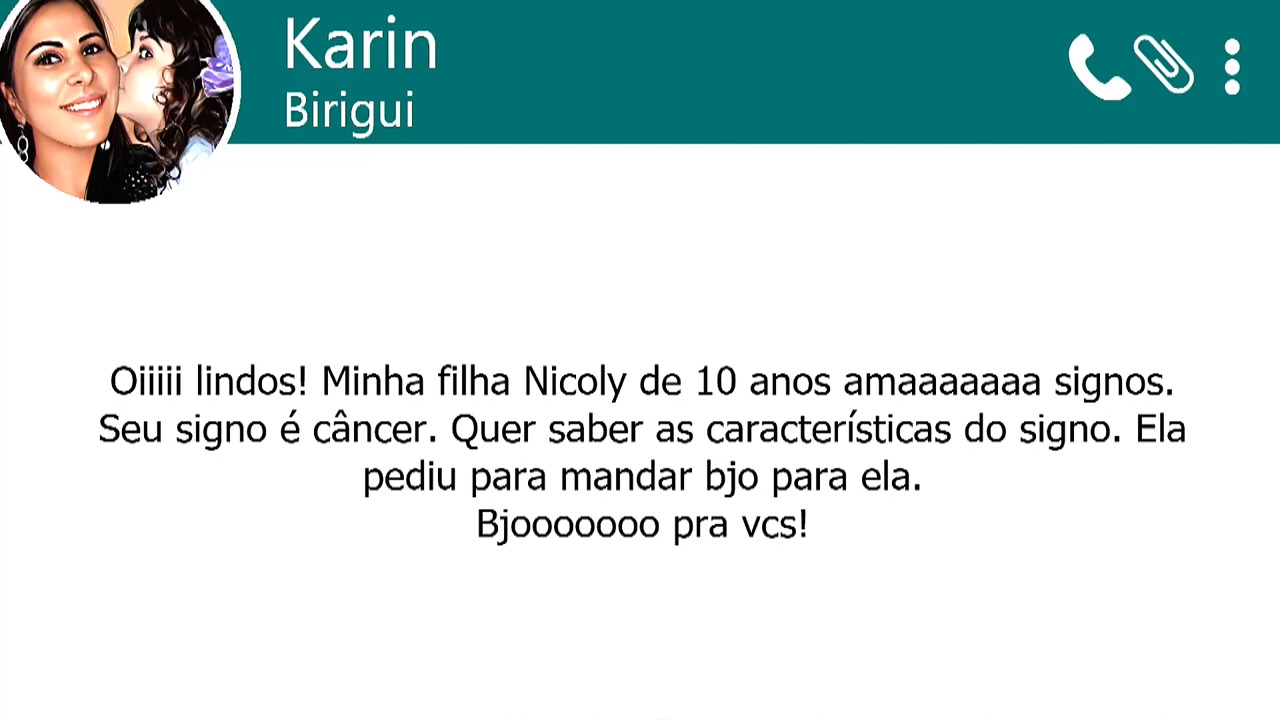 Karin
Birigui
Oiiiii lindos! Minha filha Nicoly de 10 anos amaaaaaaa signos.
Seu signo é câncer. Quer saber as características do signo. Ela
pediu para mandar bjo para ela.
Bjooooooo pra vcs!